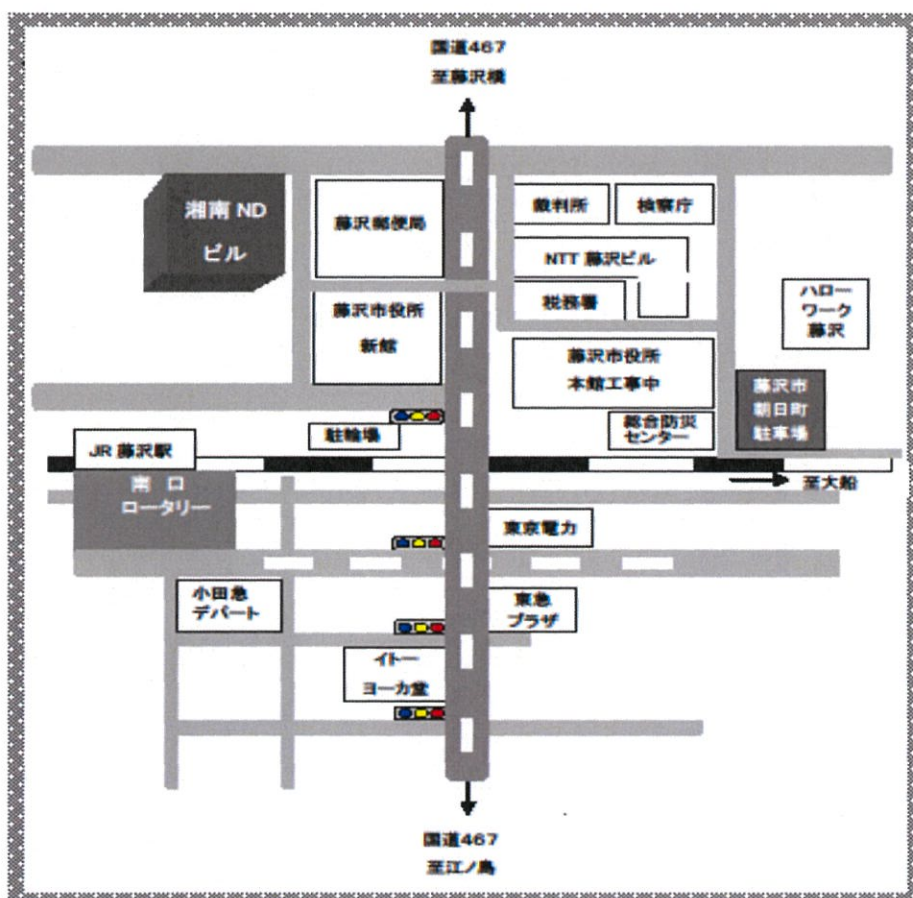 国道467
至藤沢橋
湘南 ND
ビル
藤沢郵便局
裁判所
検察庁
NTT 藤沢ビル
税務署
ハロー
ワーク
藤沢
藤沢市役所
新館
藤沢市役所
本館工事中
藤沢市
朝日町
駐車場
駐輪場
総合防災
センター
JR 藤沢駅
南 口
ロータリー
至大船
東京電力
小田急
デパート
東急
プラザ
イトー
ヨーカ堂
国道467
至江ノ島